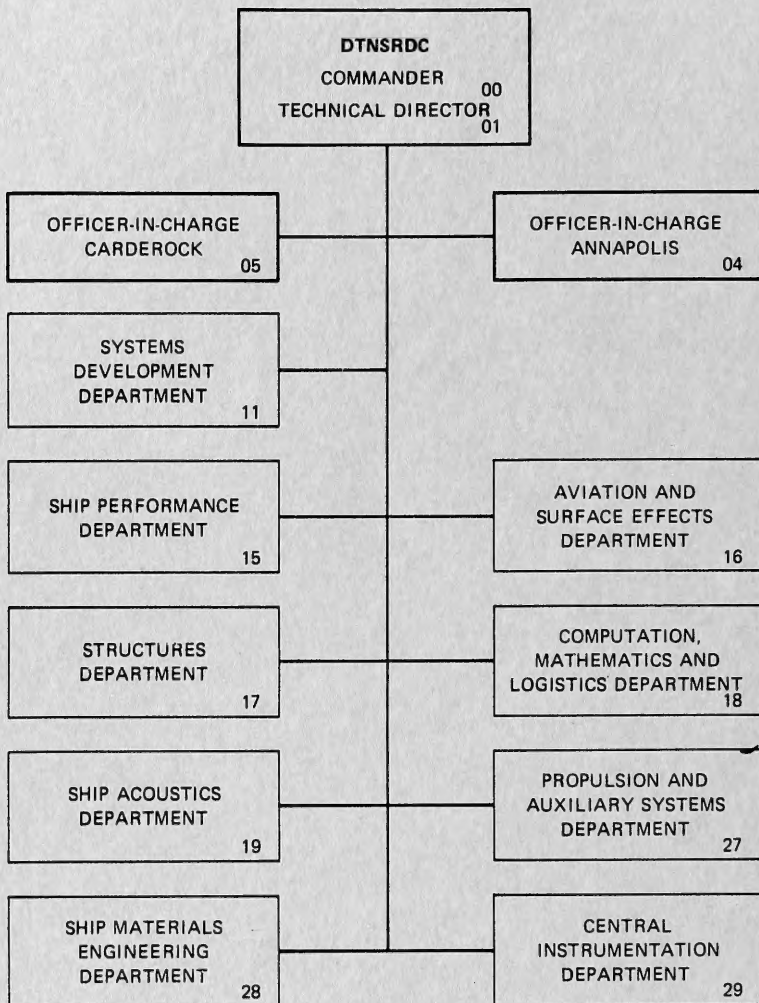 DTNSRDC
COMMANDER 00
TECHNICAL DIRECTOR 01
OFFICER-IN-CHARGE
CARDEROCK
05
OFFICER-IN-CHARGE
ANNAPOLIS
04
SYSTEMS
DEVELOPMENT
DEPARTMENT
11
SHIP PERFORMANCE
DEPARTMENT
15
AVIATION AND
SURFACE EFFECTS
DEPARTMENT
16
STRUCTURES
DEPARTMENT
17
COMPUTATION,
MATHEMATICS AND
LOGISTICS DEPARTMENT
18
SHIP ACOUSTICS
DEPARTMENT
19
PROPULSION AND
AUXILIARY SYSTEMS
DEPARTMENT
27
SHIP MATERIALS
ENGINEERING
DEPARTMENT
28
CENTRAL
INSTRUMENTATION
DEPARTMENT
29